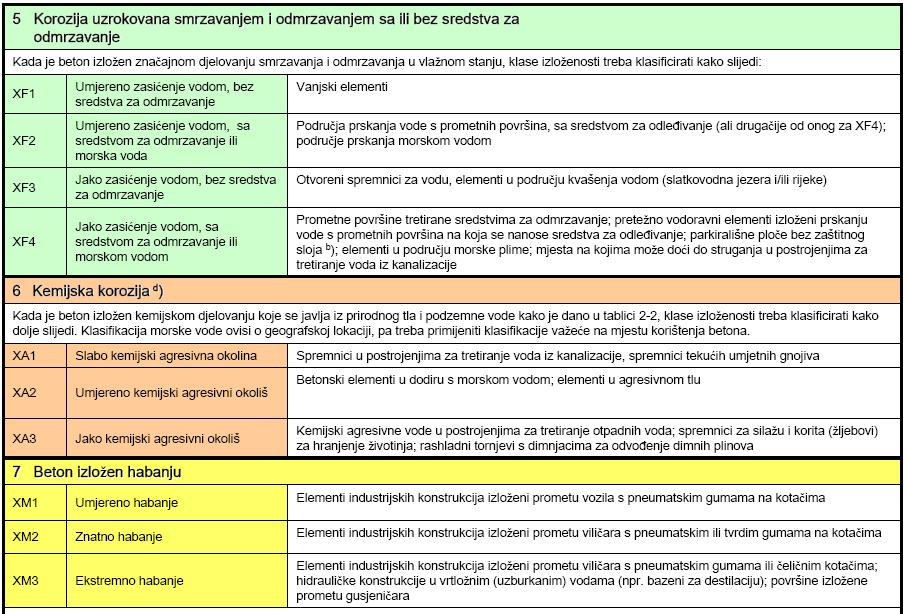 5 Korozija uzrokovana smrzavanjem i odmrzavanjem sa ili bez sredstva za
odmrzavanje
Kada je beton izložen značajnom djelovanju smrzavanja i odmrzavanja u vlažnom stanju, klase izloženosti treba klasificirati kako slijedi:
XF1
Umjereno zasićenje vodom, bez
sredstva za odmrzavanje
Vanjski elementi
XF2
Umjereno zasićenje vodom, sa
sredstvom za odmrzavanje ili
morska voda
Područja prskanja vode s prometnih površina, sa sredstvom za odleđivanje (ali drugačije od onog za XF4);
područje prskanja morskom vodom
XF3
Jako zasićenje vodom, bez sredstva
za odmrzavanje
Otvoreni spremnici za vodu, elementi u području kvašenja vodom (slatkovodna jezera i/ili rijeke)
XF4
Jako zasićenje vodom, sa
sredstvom za odmrzavanje ili
morskom vodom
Prometne površine tretirane sredstvima za odmrzavanje; pretežno vodoravni elementi izloženi prskanju
vode s prometnih površina na koja se nanose sredstva za odleđivanje; parkirališne ploče bez zaštitnog
sloja b); elementi u području morske plime; mjesta na kojima može doći do struganja u postrojenjima za
tretiranje voda iz kanalizacije
6 Kemijska korozija d)
Kada je beton izložen kemijskom djelovanju koje se javlja iz prirodnog tla i podzemne vode kako je dano u tablici 2-2, klase izloženosti treba klasificirati kako
dolje slijedi. Klasifikacija morske vode ovisi o geografskoj lokaciji, pa treba primijeniti klasifikacije važeće na mjestu korištenja betona.
XA1
Slabo kemijski agresivna okolina
Spremnici u postrojenjima za tretiranje voda iz kanalizacije, spremnici tekućih umjetnih gnojiva
XA2
Umjereno kemijski agresivni okoliš
Betonski elementi u dodiru s morskom vodom; elementi u agresivnom tlu
XA3
Jako kemijski agresivni okoliš
Kemijski agresivne vode u postrojenjima za tretiranje otpadnih voda; spremnici za silažu i korita (žljebovi)
za hranjenje životinja; rashladni tornjevi s dimnjacima za odvođenje dimnih plinova
7 Beton izložen habanju
XM1
Umjereno habanje
Elementi industrijskih konstrukcija izloženi prometu vozila s pneumatskim gumama na kotačima
XM2
Znatno habanje
Elementi industrijskih konstrukcija izloženi prometu viličara s pneumatskim ili tvrdim gumama na kotačima
XM3
Ekstremno habanje
Elementi industrijskih konstrukcija izloženi prometu viličara s pneumatskim gumama ili čeličnim kotačima;
hidrauličke konstrukcije u vrtložnim (uzburkanim) vodama (npr. bazeni za destilaciju); površine izložene
prometu gusjeničara